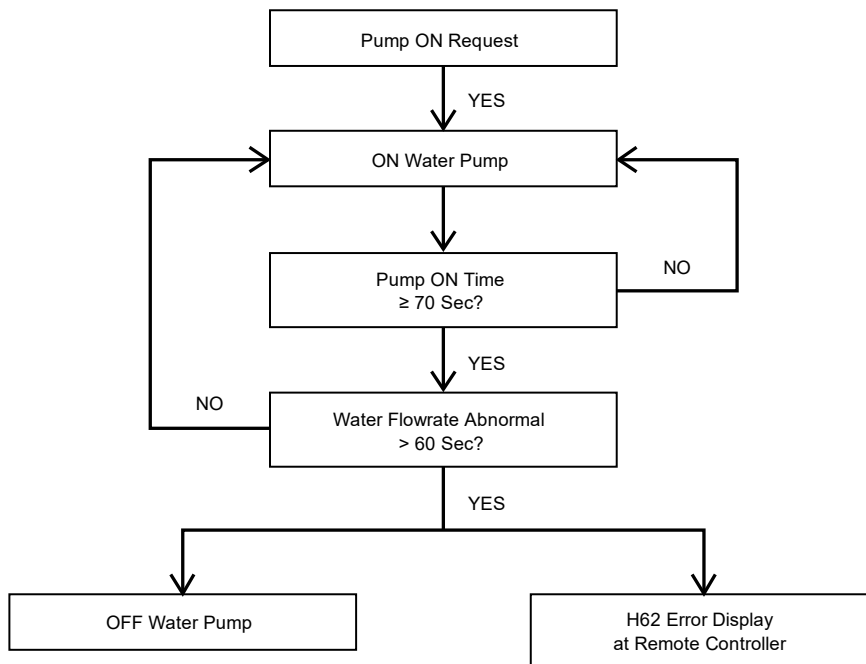 Pump ON Request
YES
ON Water Pump
Pump ON Time
≥ 70 Sec?
NO
YES
Water Flowrate Abnormal
> 60 Sec?
NO
YES
OFF Water Pump
H62 Error Display
at Remote Controller